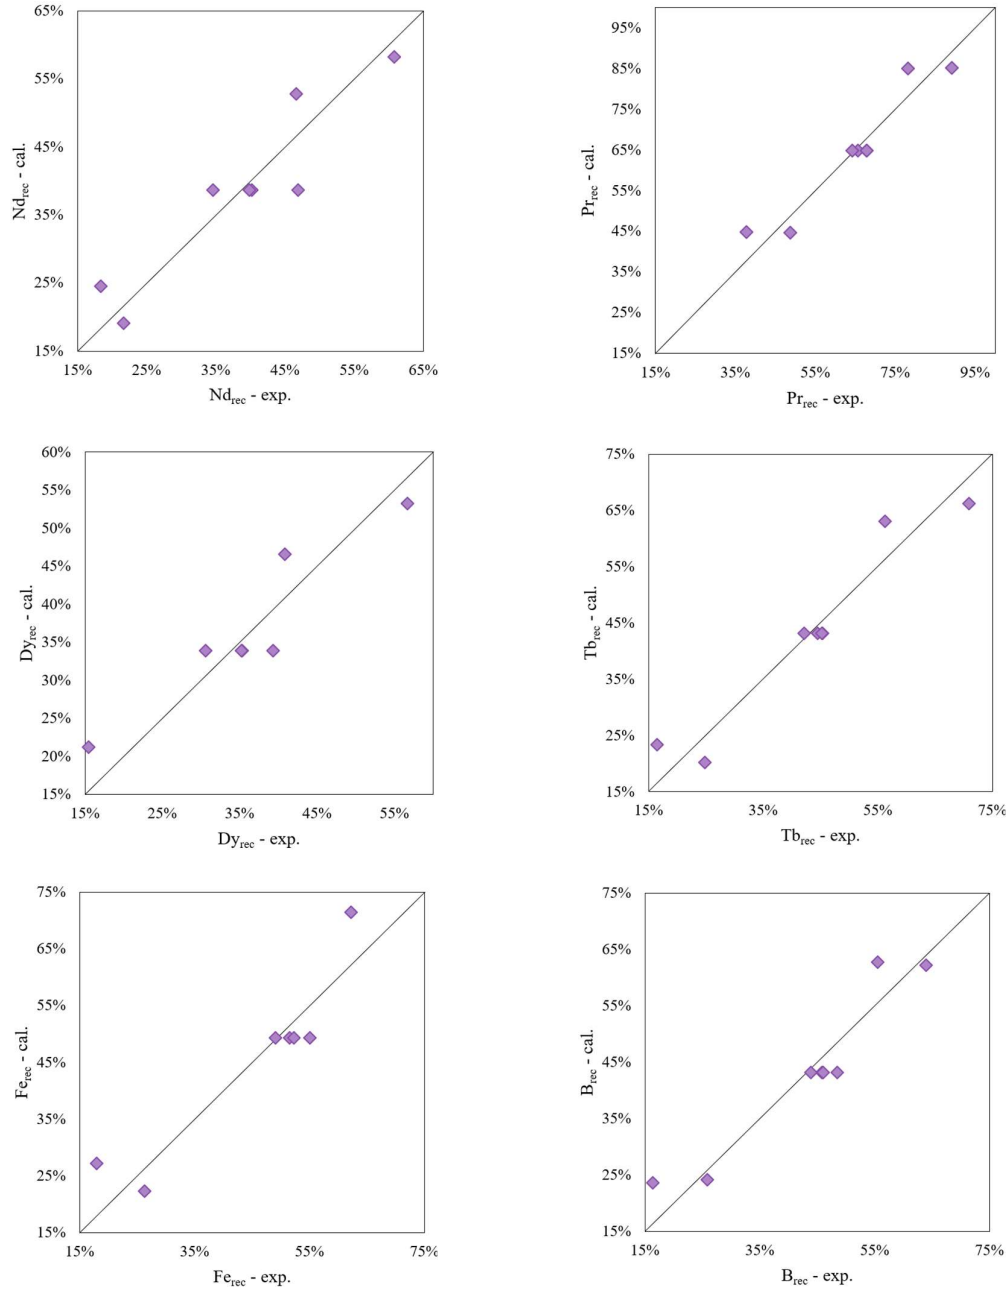 65%
55%
45%
35%
25%
15%
Nd_rec - cal.
15% 25% 35% 45% 55% 65%
Nd_rec - exp.
95%
85%
75%
65%
55%
45%
35%
25%
15%
Pr_rec - cal.
15% 35% 55% 75% 95%
Pr_rec - exp.
60%
55%
50%
45%
40%
35%
30%
25%
20%
15%
Dy_rec - cal.
15% 25% 35% 45% 55%
Dy_rec - exp.
75%
65%
55%
45%
35%
25%
15%
Tb_rec - cal.
15% 35% 55% 75%
Tb_rec - exp.
75%
65%
55%
45%
35%
25%
15%
Fe_rec - cal.
15% 35% 55% 75%
Fe_rec - exp.
75%
65%
55%
45%
35%
25%
15%
B_rec - cal.
15% 35% 55% 75%
B_rec - exp.